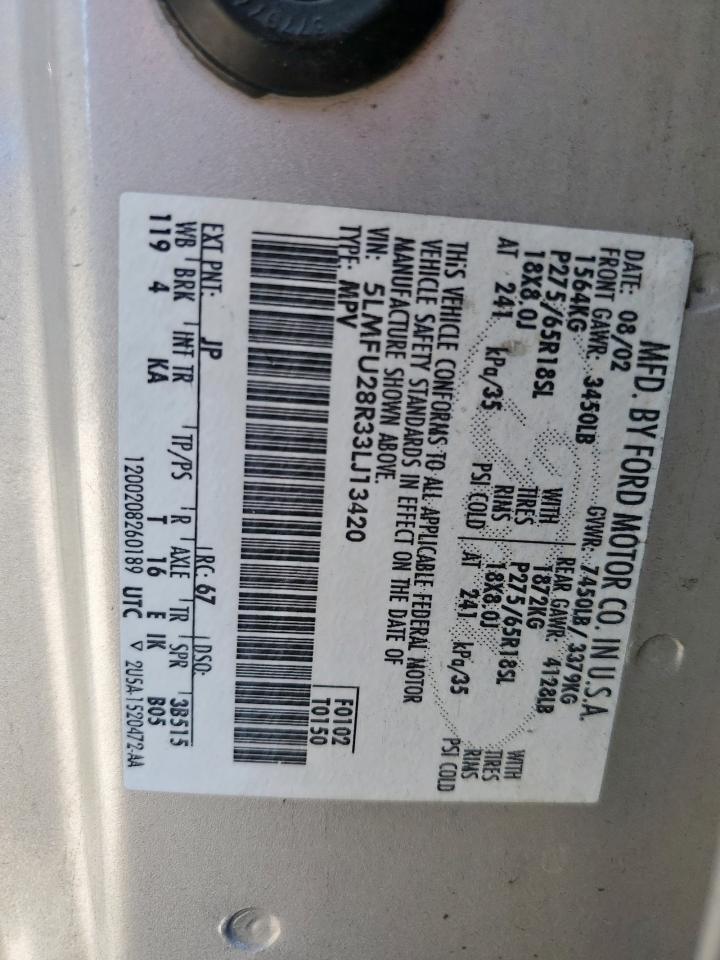 MFD. BY FORD MOTOR CO. IN U.S.A.
DATE: 08/02 GVWR: 7450LB / 3379KG
FRONT GAWR: 3450LB REAR GAWR: 4128LB
1564KG WITH 1872KG WITH
P275/65R18SL TIRES P275/65R18SL TIRES
18X8.0J RIMS 18X8.0J RIMS
AT 241 kPa/35 PSI COLD AT 241 kPa/35 PSI COLD
THIS VEHICLE CONFORMS TO ALL APPLICABLE FEDERAL MOTOR
VEHICLE SAFETY STANDARDS IN EFFECT ON THE DATE OF
MANUFACTURE SHOWN ABOVE.
VIN: 5LMFU28R33LJ13420 F0102
TYPE: MPV T0150
EXT PNT: JP RC: 67 DSO:
WB BRK INT TR TP/PS R AXLE TR SPR 3B515
119 4 KA T 16 E IK B05
1200208260189 UTC ▽ 2U5A 1520472-AA